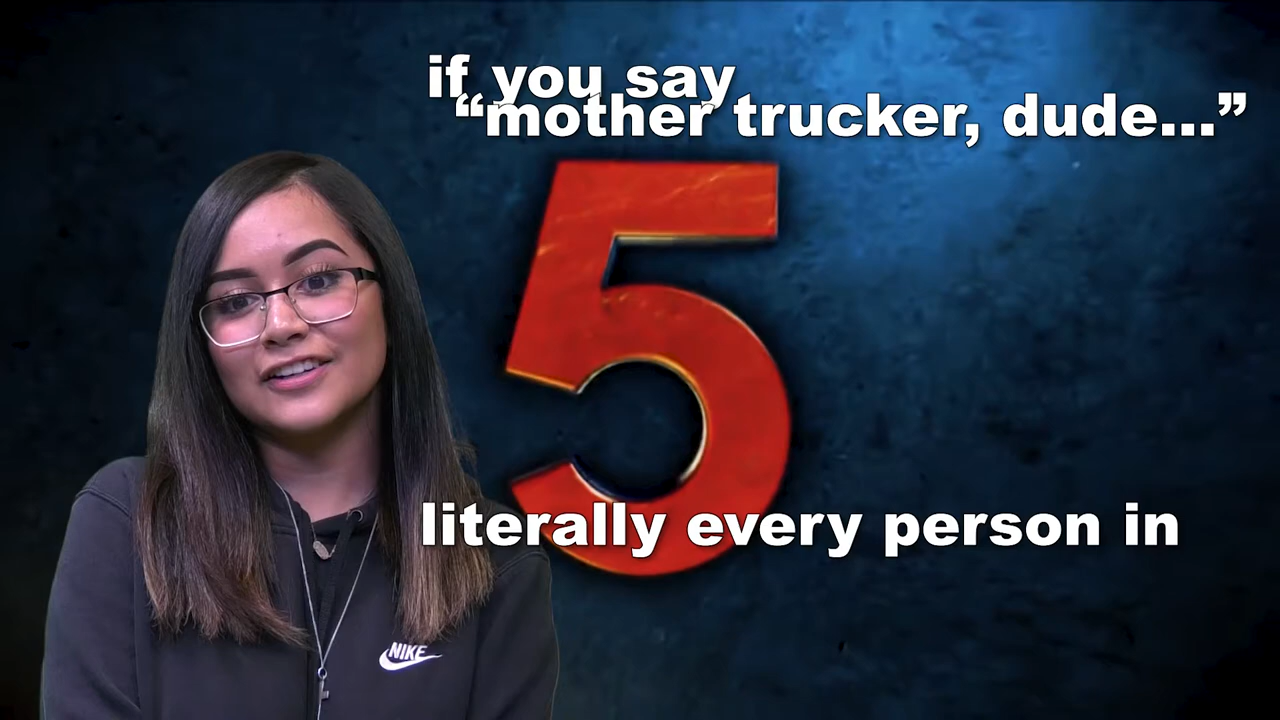 if you say
“mother trucker, dude...”
5
literally every person in
NIKE